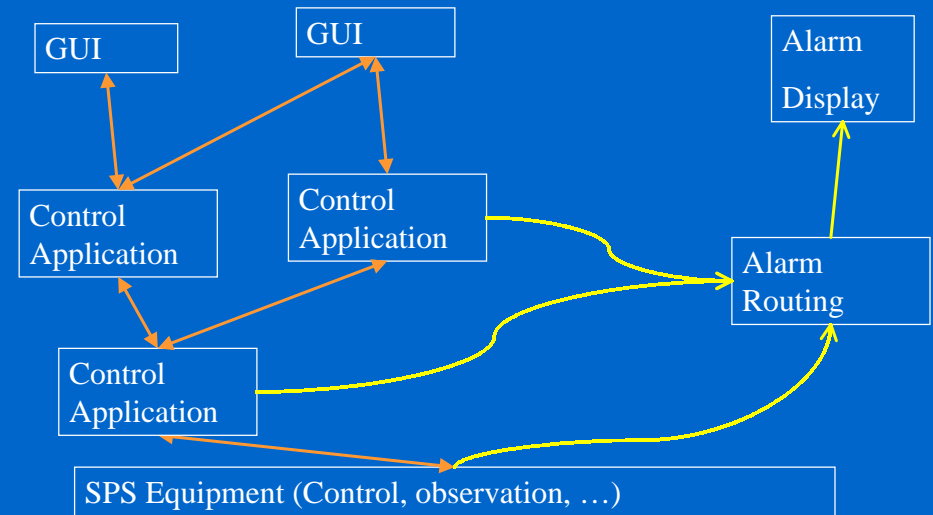 GUI
GUI
Alarm
Display
Control
Application
Control
Application
Alarm
Routing
Control
Application
SPS Equipment (Control, observation, …)